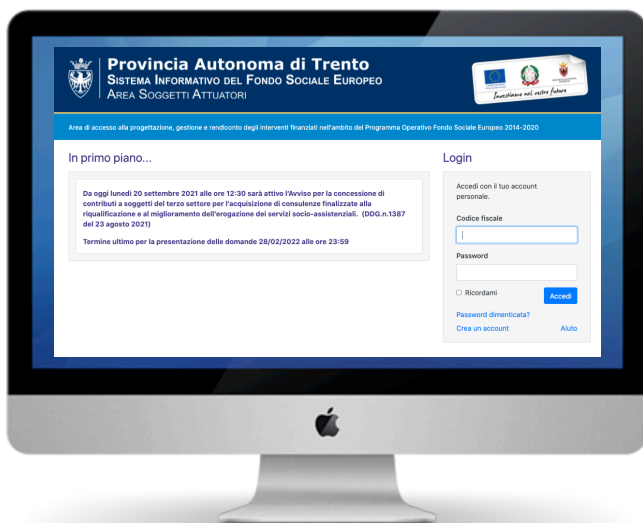 Provincia Autonoma di Trento
Sistema Informativo del Fondo Sociale Europeo
Area Soggetti Attuatori
Investiamo nel vostro futuro
Area di accesso alla progettazione, gestione e rendiconto degli interventi finanziati nell'ambito del Programma Operativo Fondo Sociale Europeo 2014-2020
In primo piano...
Da oggi lunedì 20 settembre 2021 alle ore 12:30 sarà attivo l'Avviso per la concessione di
contributi a soggetti del terzo settore per l'acquisizione di consulenze finalizzate alla
riqualificazione e al miglioramento dell'erogazione dei servizi socio-assistenziali. (DDG.n.1387
del 23 agosto 2021)
Termine ultimo per la presentazione delle domande 28/02/2022 alle ore 23:59
Login
Accedi con il tuo account
personale.
Codice fiscale
Password
Ricordami
Accedi
Password dimenticata?
Crea un account
Aiuto